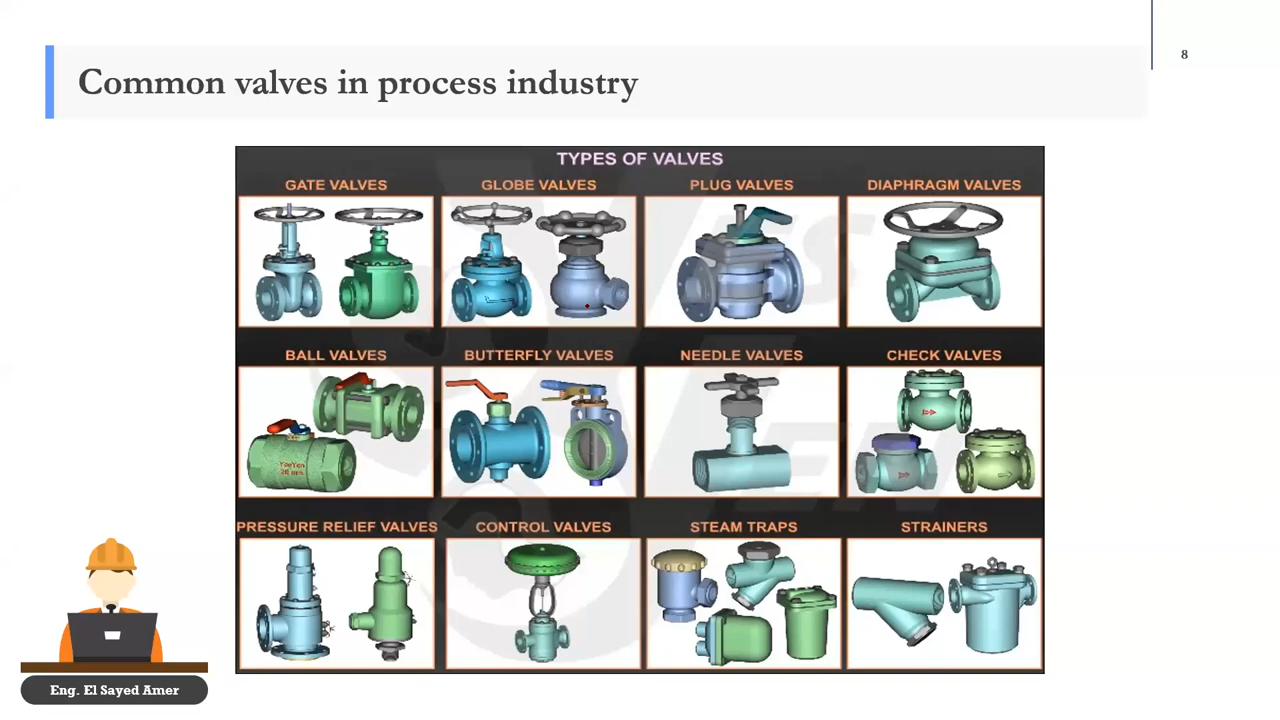 8
Common valves in process industry
TYPES OF VALVES
GATE VALVES
GLOBE VALVES
PLUG VALVES
DIAPHRAGM VALVES
BALL VALVES
BUTTERFLY VALVES
NEEDLE VALVES
CHECK VALVES
PRESSURE RELIEF VALVES
CONTROL VALVES
STEAM TRAPS
STRAINERS
Eng. El Sayed Amer